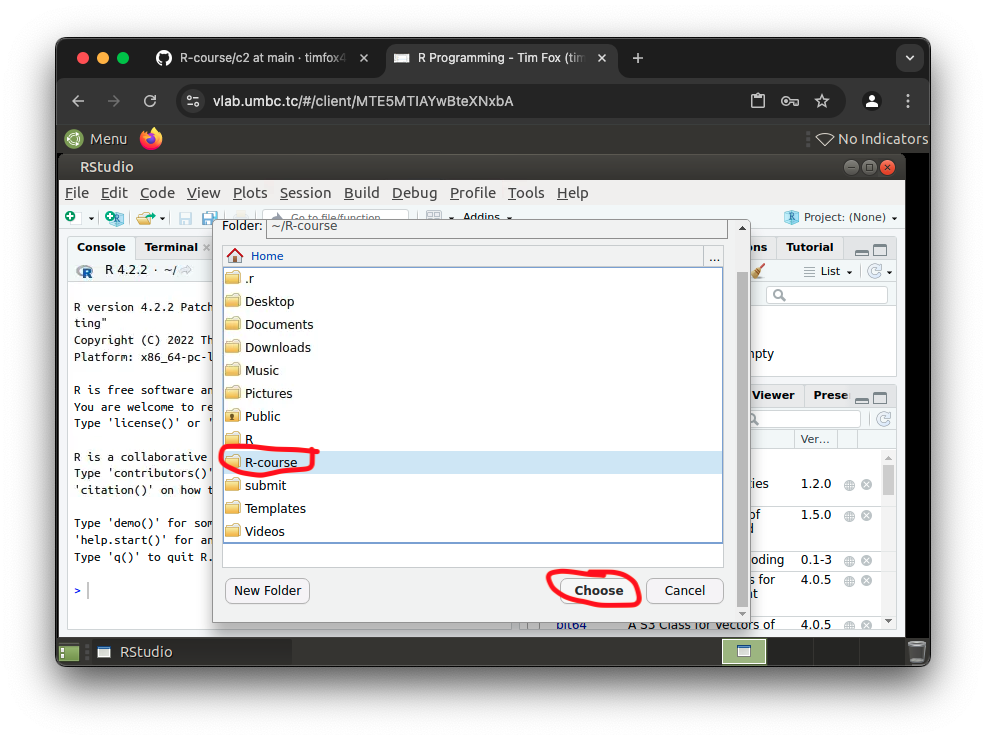 R-course/c2 at main · timfox4
R Programming - Tim Fox (tim
vlab.umbc.tc/#/client/MTE5MTIAYwBteXNxbA
Menu
No Indicators
RStudio
File Edit Code View Plots Session Build Debug Profile Tools Help
Go to file/function
Addins
Project: (None)
Console Terminal
Folder: ~/R-course
ons Tutorial
R 4.2.2 · ~/
Home
...
List
.r
R version 4.2.2 Patch
Desktop
ting"
Documents
Copyright (C) 2022 Th
Downloads
Platform: x86_64-pc-l
mpty
Music
R is free software an
Pictures
Viewer Prese
You are welcome to re
Public
Type 'license()' or '
R
Ver...
R is a collaborative
R-course
Type 'contributors()'
submit
ies 1.2.0
'citation()' on how t
Templates
of 1.5.0
d
Type 'demo()' for som
Videos
'help.start()' for an
Type 'q()' to quit R.
oding 0.1-3
s for 4.0.5
nt
>
New Folder
Choose
Cancel
bit64 A S3 Class for Vectors of 4.0.5
RStudio